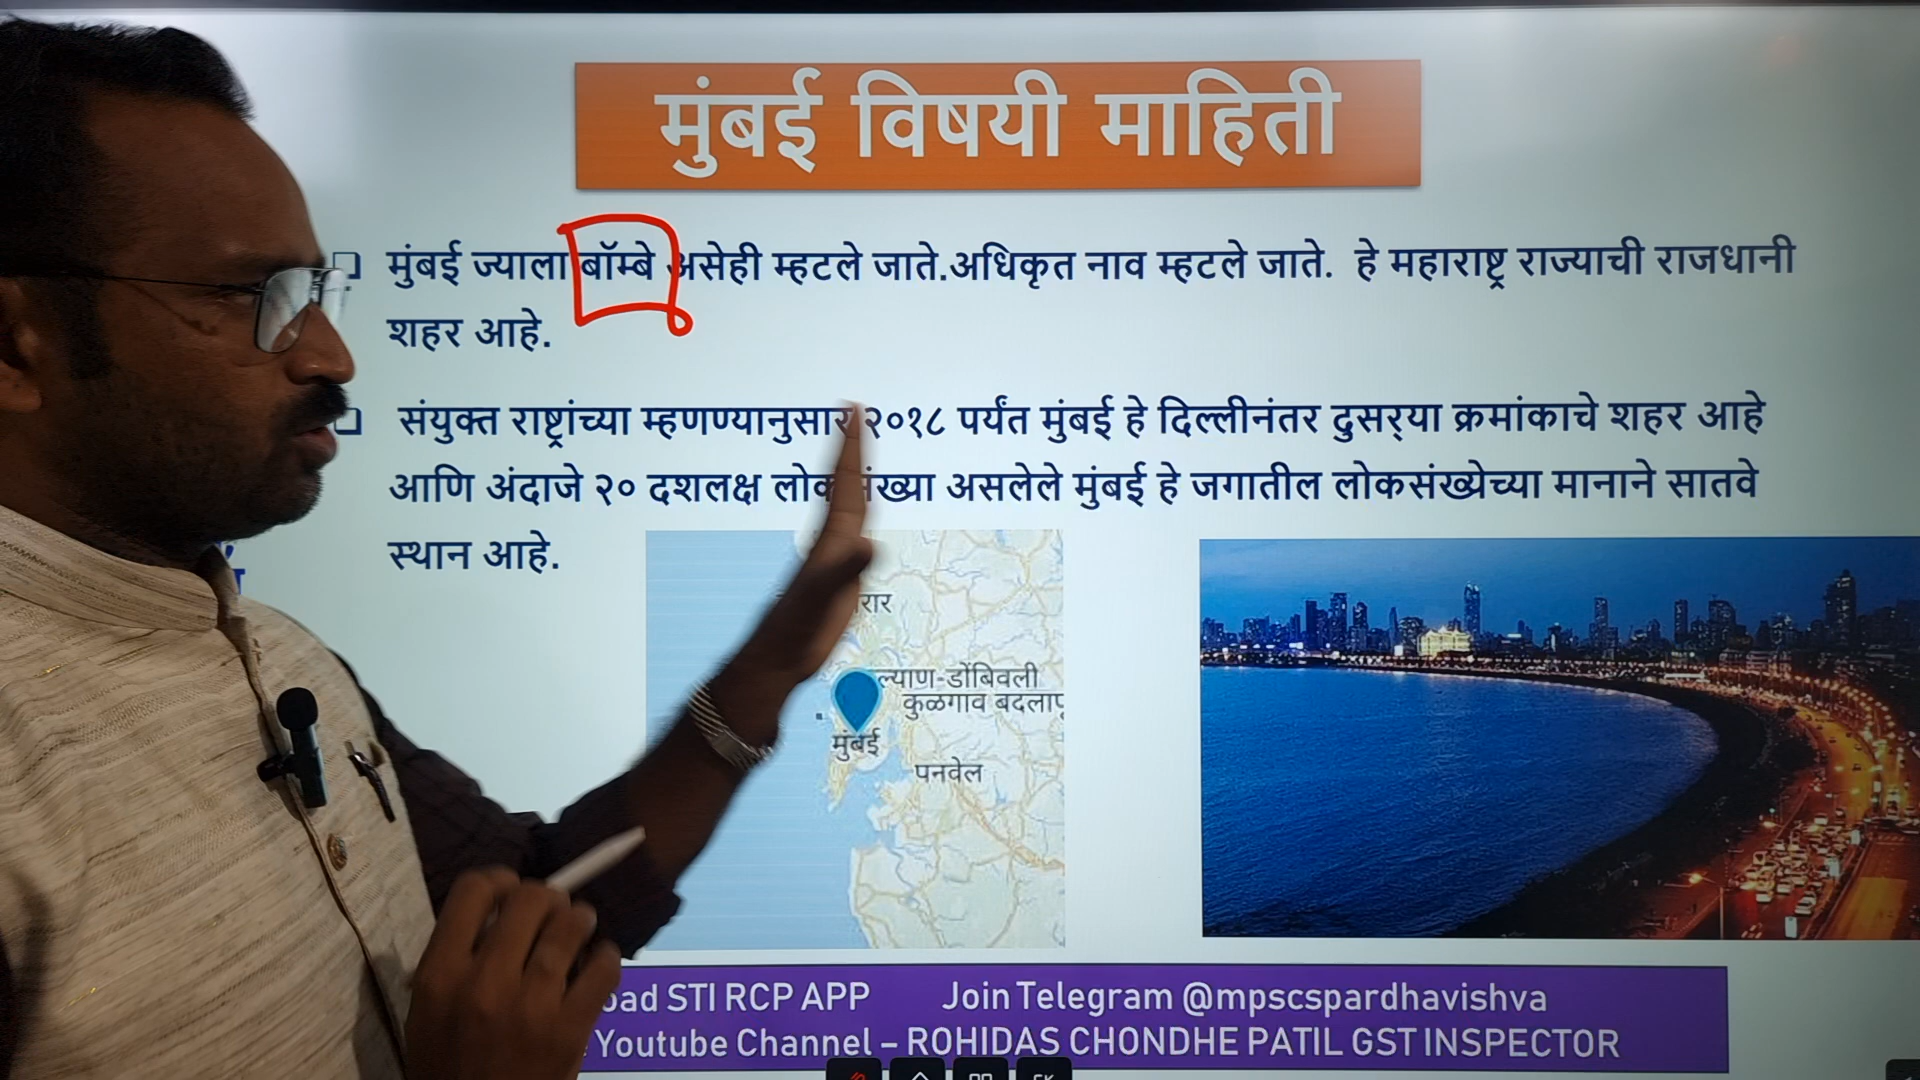 मुंबई विषयी माहिती
मुंबई ज्याला बॉम्बे असेही म्हटले जाते.अधिकृत नाव म्हटले जाते. हे महाराष्ट्र राज्याची राजधानी
शहर आहे.
संयुक्त राष्ट्रांच्या म्हणण्यानुसार २०१८ पर्यंत मुंबई हे दिल्लीनंतर दुसऱ्या क्रमांकाचे शहर आहे
आणि अंदाजे २० दशलक्ष लोकसंख्या असलेले मुंबई हे जगातील लोकसंख्येच्या मानाने सातवे
स्थान आहे.
ल्याण-डोंबिवली
कुळगाव
मुंबई
पनवेल
STI RCP APP Join Telegram @mpscspardhavishva
Youtube Channel – ROHIDAS CHONDHE PATIL GST INSPECTOR